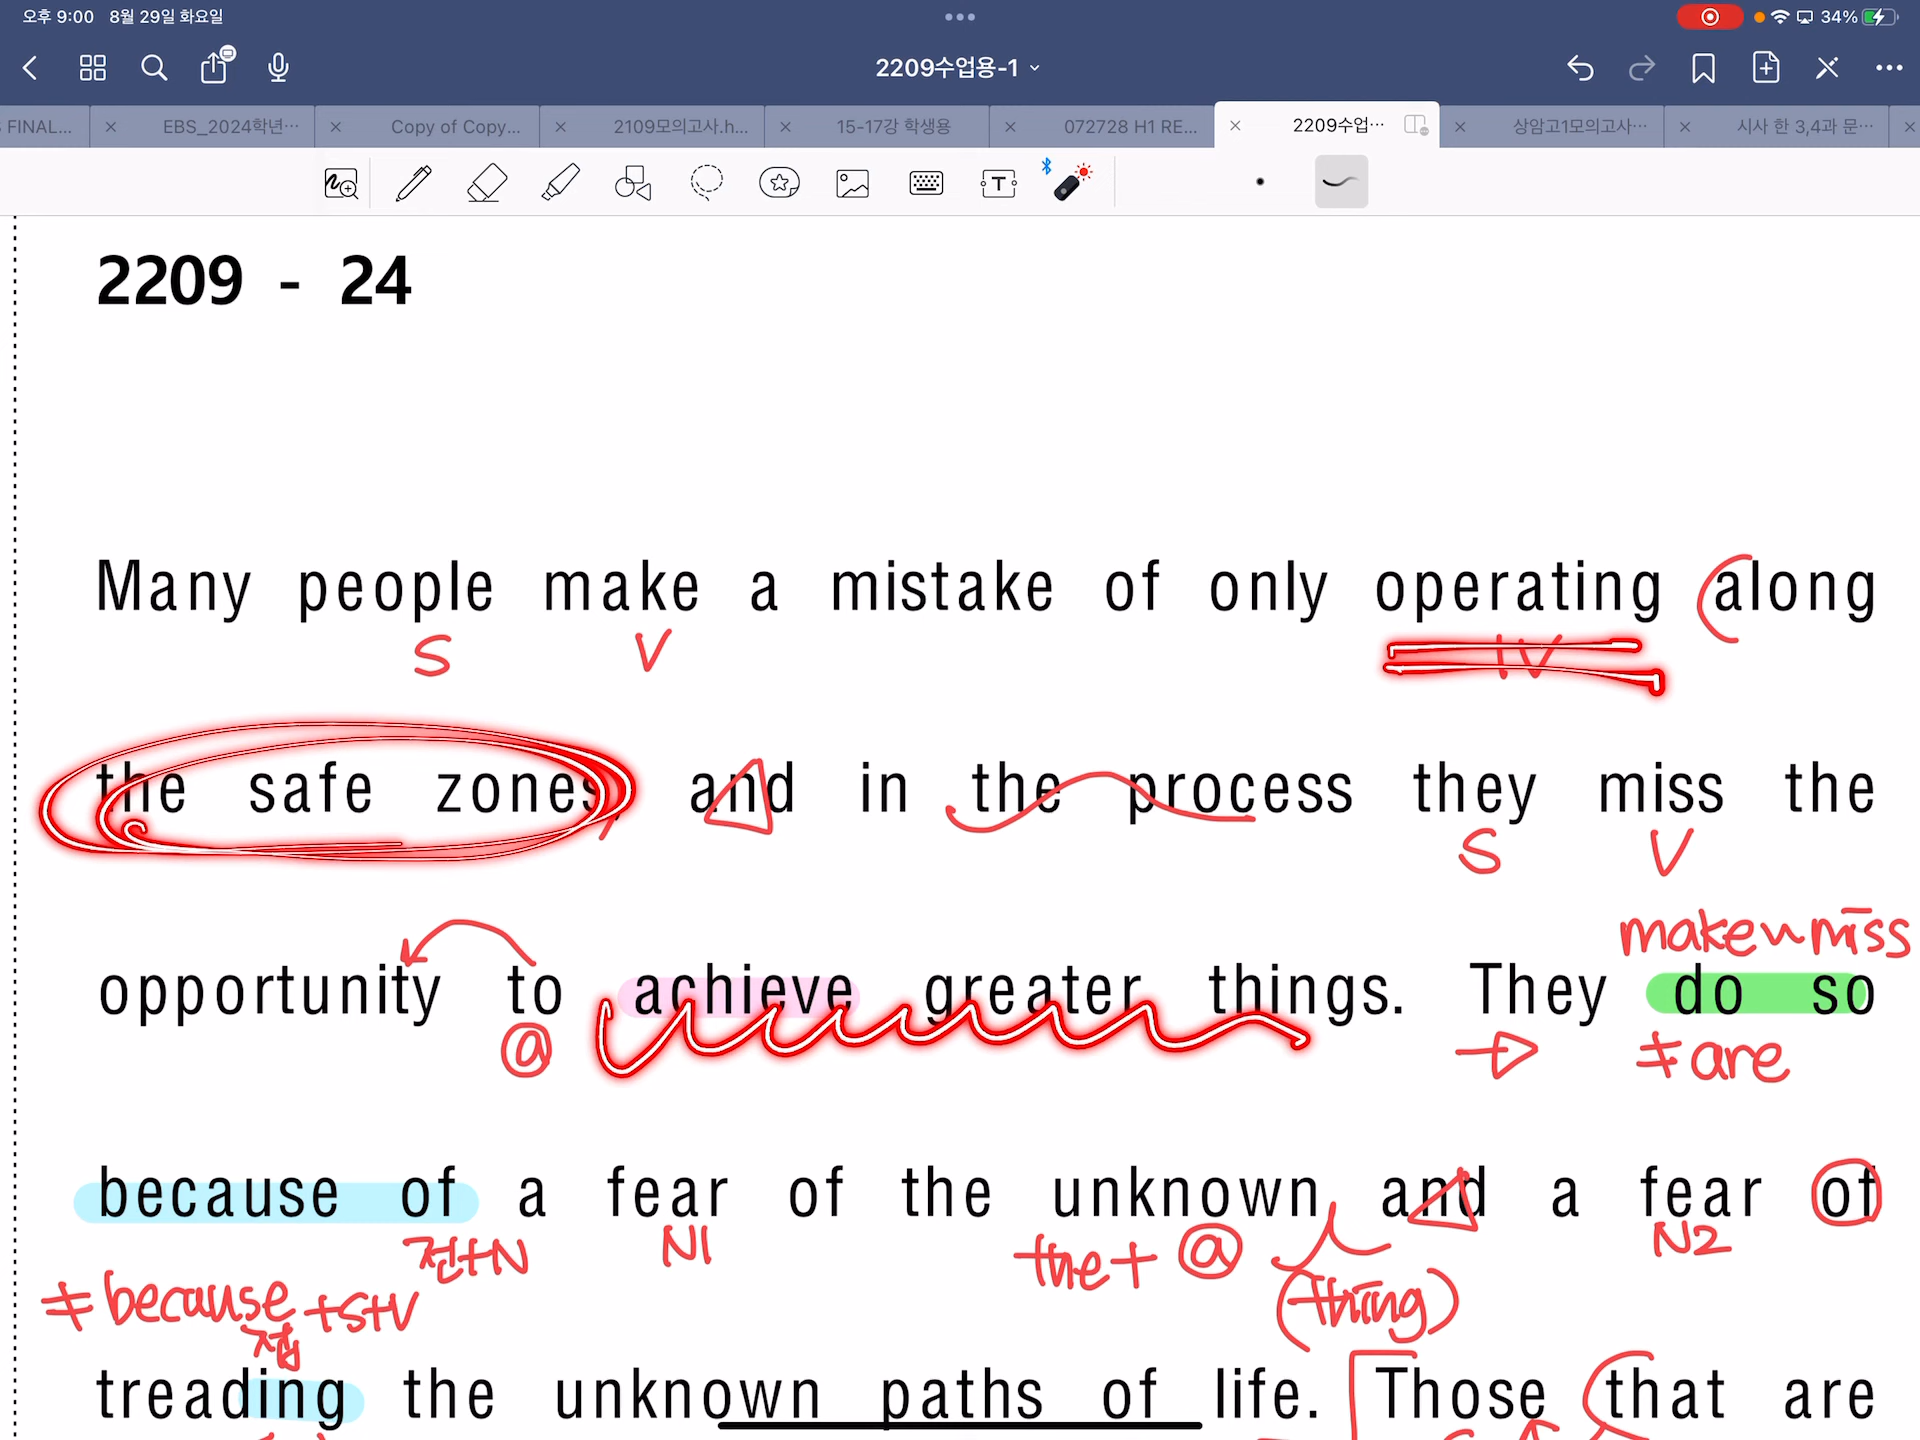 오후 9:00 8월 29일 화요일 34%
2209수업용-1
FINAL... EBS_2024학년... Copy of Copy... 2109모의고사.h... 15-17강 학생용 072728 H1 RE... 2209수업... 상암고1모의고사... 시사 한 3,4과 문...
T
2209 - 24
Many people make a mistake of only operating along
S V IV
the safe zones, and in the process they miss the
S V
make~miss
opportunity to achieve greater things. They do so
@ ≠are
because of a fear of the unknown and a fear of
전+N N1 the+ @ N2
≠because +S+V (thing)
접
treading the unknown paths of life. Those that are